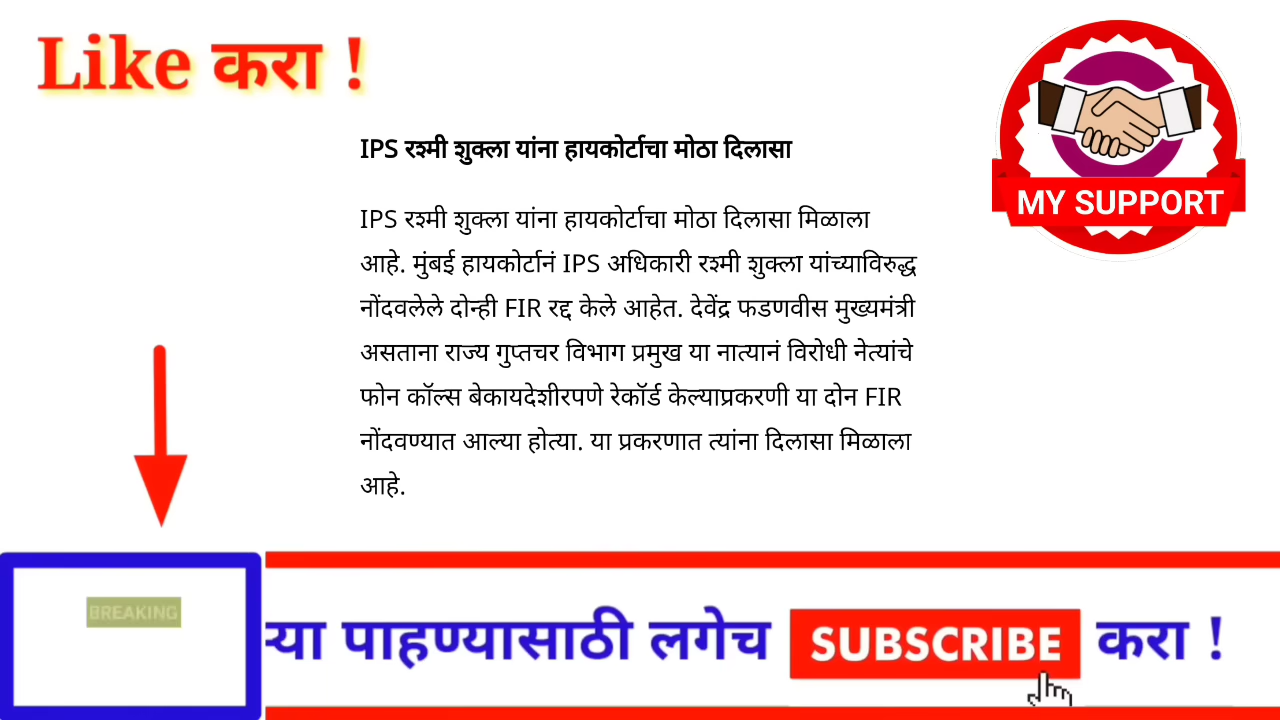 Like करा !
MY SUPPORT
IPS रश्मी शुक्ला यांना हायकोर्टाचा मोठा दिलासा
IPS रश्मी शुक्ला यांना हायकोर्टाचा मोठा दिलासा मिळाला
आहे. मुंबई हायकोर्टानं IPS अधिकारी रश्मी शुक्ला यांच्याविरुद्ध
नोंदवलेले दोन्ही FIR रद्द केले आहेत. देवेंद्र फडणवीस मुख्यमंत्री
असताना राज्य गुप्तचर विभाग प्रमुख या नात्यानं विरोधी नेत्यांचे
फोन कॉल्स बेकायदेशीरपणे रेकॉर्ड केल्याप्रकरणी या दोन FIR
नोंदवण्यात आल्या होत्या. या प्रकरणात त्यांना दिलासा मिळाला
आहे.
BREAKING
पाहण्यासाठी लगेच SUBSCRIBE करा !